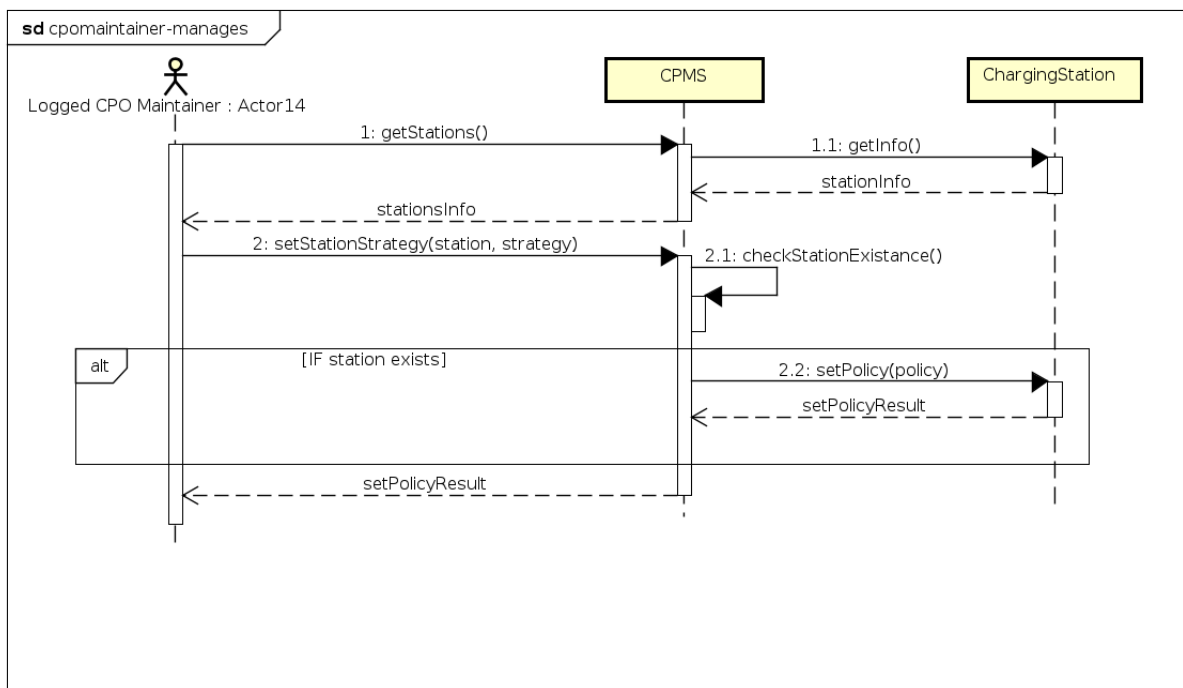 sd cpomaintainer-manages
Logged CPO Maintainer : Actor14
CPMS
ChargingStation
1: getStations()
1.1: getInfo()
stationInfo
stationsInfo
2: setStationStrategy(station, strategy)
2.1: checkStationExistance()
alt
[IF station exists]
2.2: setPolicy(policy)
setPolicyResult
setPolicyResult